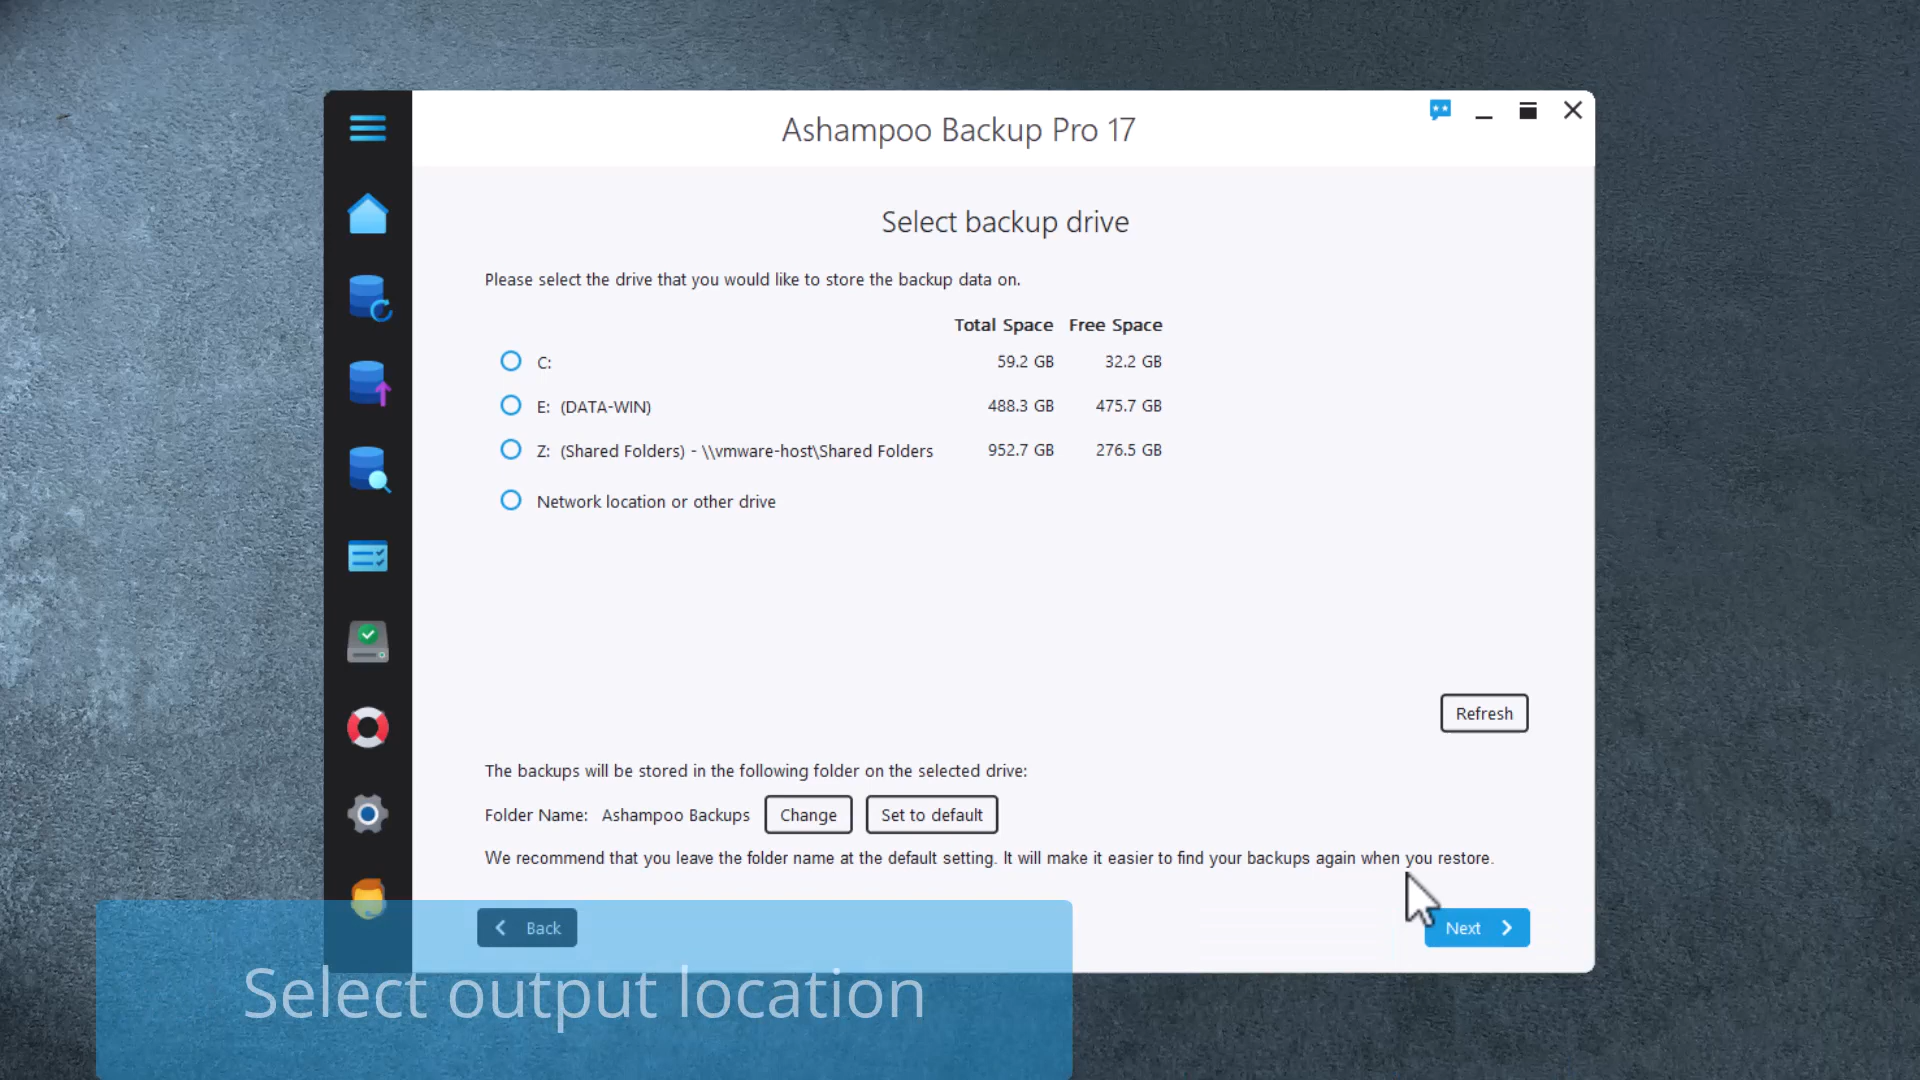 Ashampoo Backup Pro 17
Select backup drive
Please select the drive that you would like to store the backup data on.
Total Space Free Space
C: 59.2 GB 32.2 GB
E: (DATA-WIN) 488.3 GB 475.7 GB
Z: (Shared Folders) - \\vmware-host\Shared Folders 952.7 GB 276.5 GB
Network location or other drive
Refresh
The backups will be stored in the following folder on the selected drive:
Folder Name: Ashampoo Backups Change Set to default
We recommend that you leave the folder name at the default setting. It will make it easier to find your backups again when you restore.
Back Next
Select output location